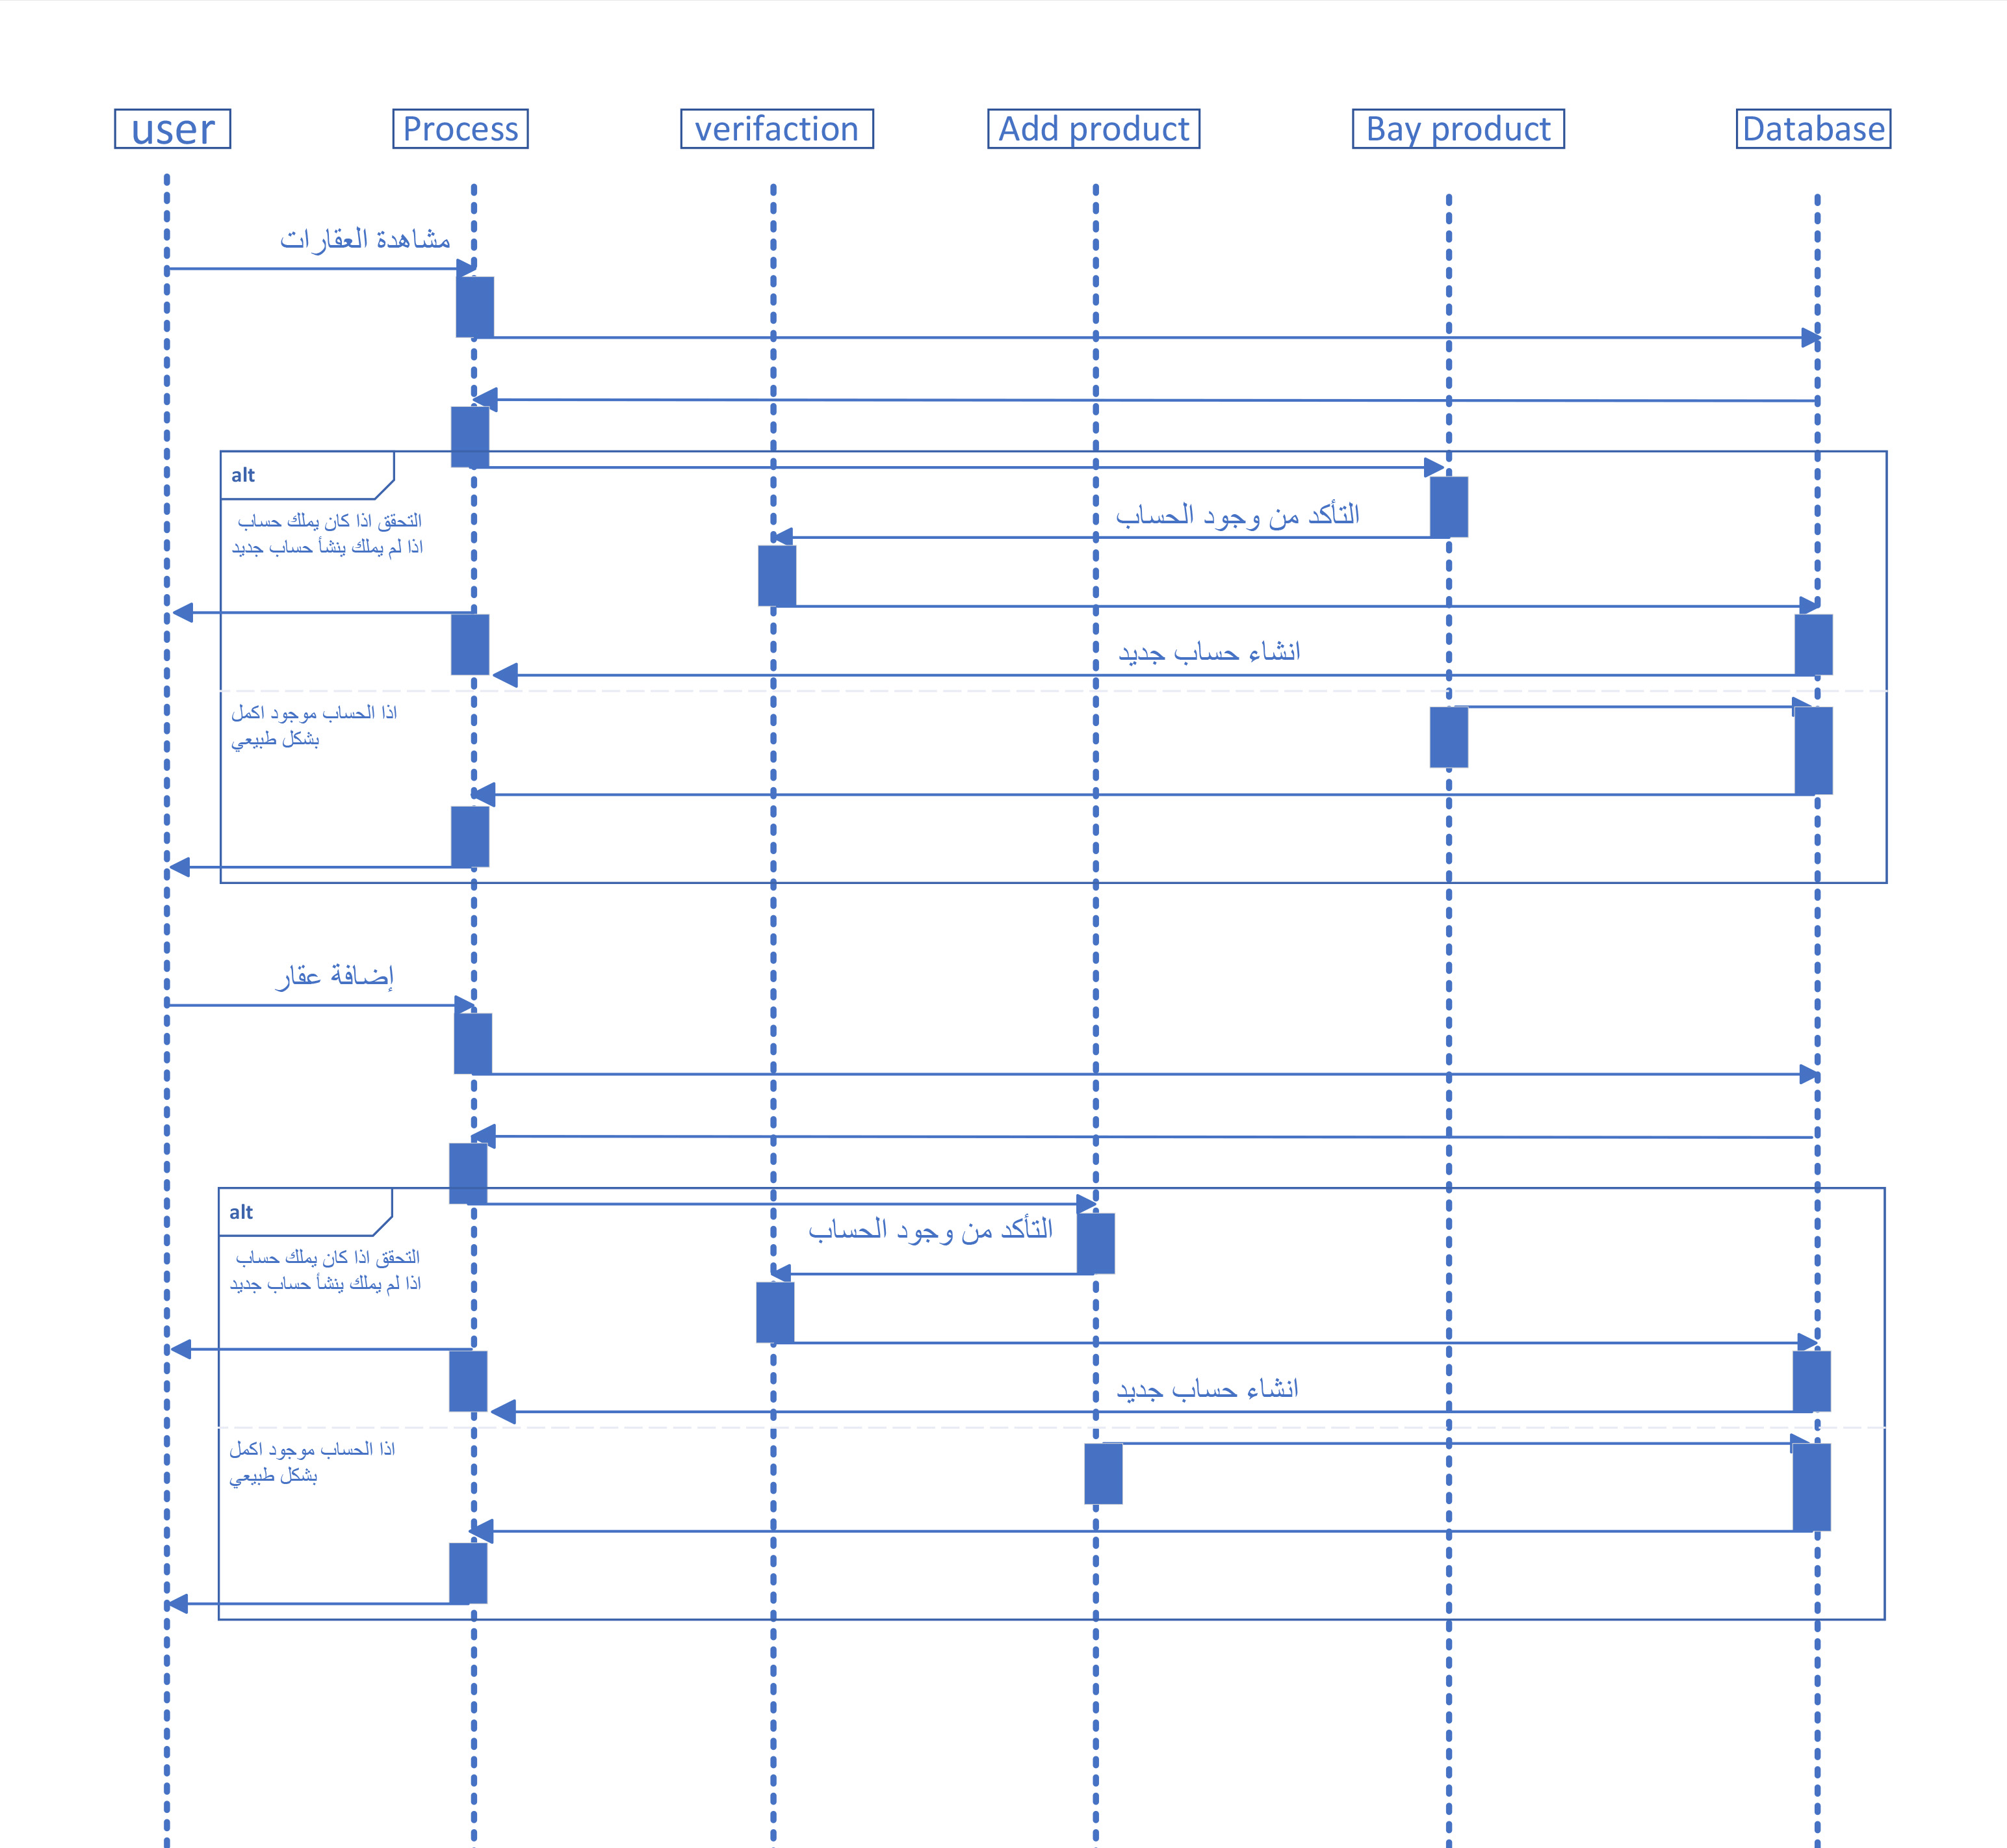 user
Process
verifaction
Add product
Bay product
Database
مشاهدة العقارات
alt
التحقق اذا كان يملك حساب
اذا لم يملك ينشأ حساب جديد
التأكد من وجود الحساب
انشاء حساب جديد
اذا الحساب موجود اكمل
بشكل طبيعي
إضافة عقار
alt
التحقق اذا كان يملك حساب
اذا لم يملك ينشأ حساب جديد
التأكد من وجود الحساب
انشاء حساب جديد
اذا الحساب موجود اكمل
بشكل طبيعي